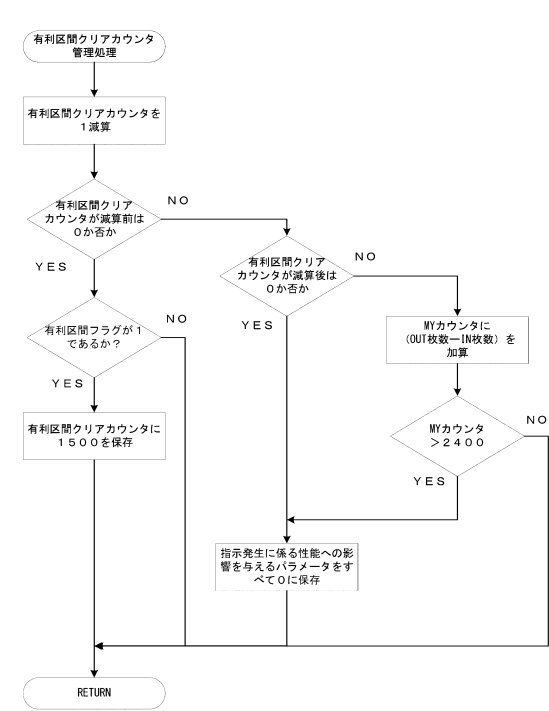 有利区間クリアカウンタ
管理処理
有利区間クリアカウンタを
１減算
有利区間クリア
カウンタが減算前は
０か否か
ＮＯ
ＹＥＳ
有利区間クリア
カウンタが減算後は
０か否か
ＮＯ
ＹＥＳ
有利区間フラグが１
であるか？
ＮＯ
ＹＥＳ
MYカウンタに
（OUT枚数－IN枚数）を
加算
有利区間クリアカウンタに
１５００を保存
MYカウンタ
＞２４００
ＮＯ
ＹＥＳ
指示発生に係る性能への影
響を与えるパラメータをす
べて０に保存
RETURN